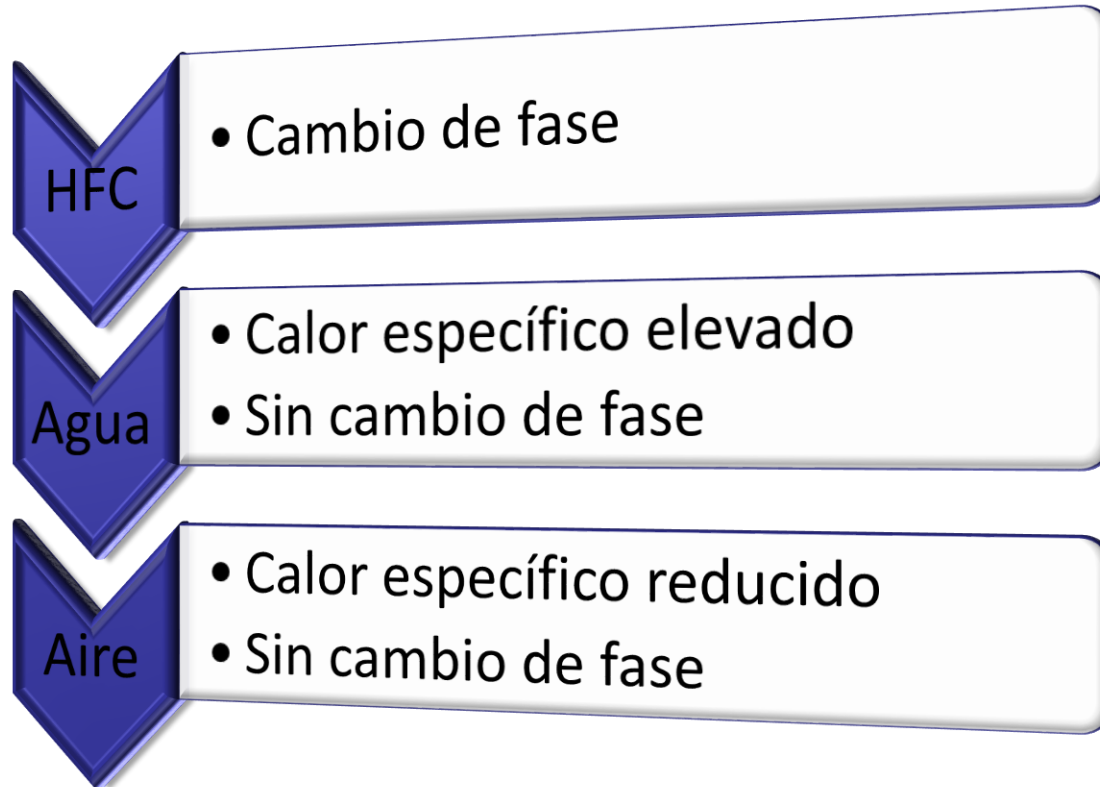 HFC
• Cambio de fase
Agua
• Calor específico elevado
• Sin cambio de fase
Aire
• Calor específico reducido
• Sin cambio de fase